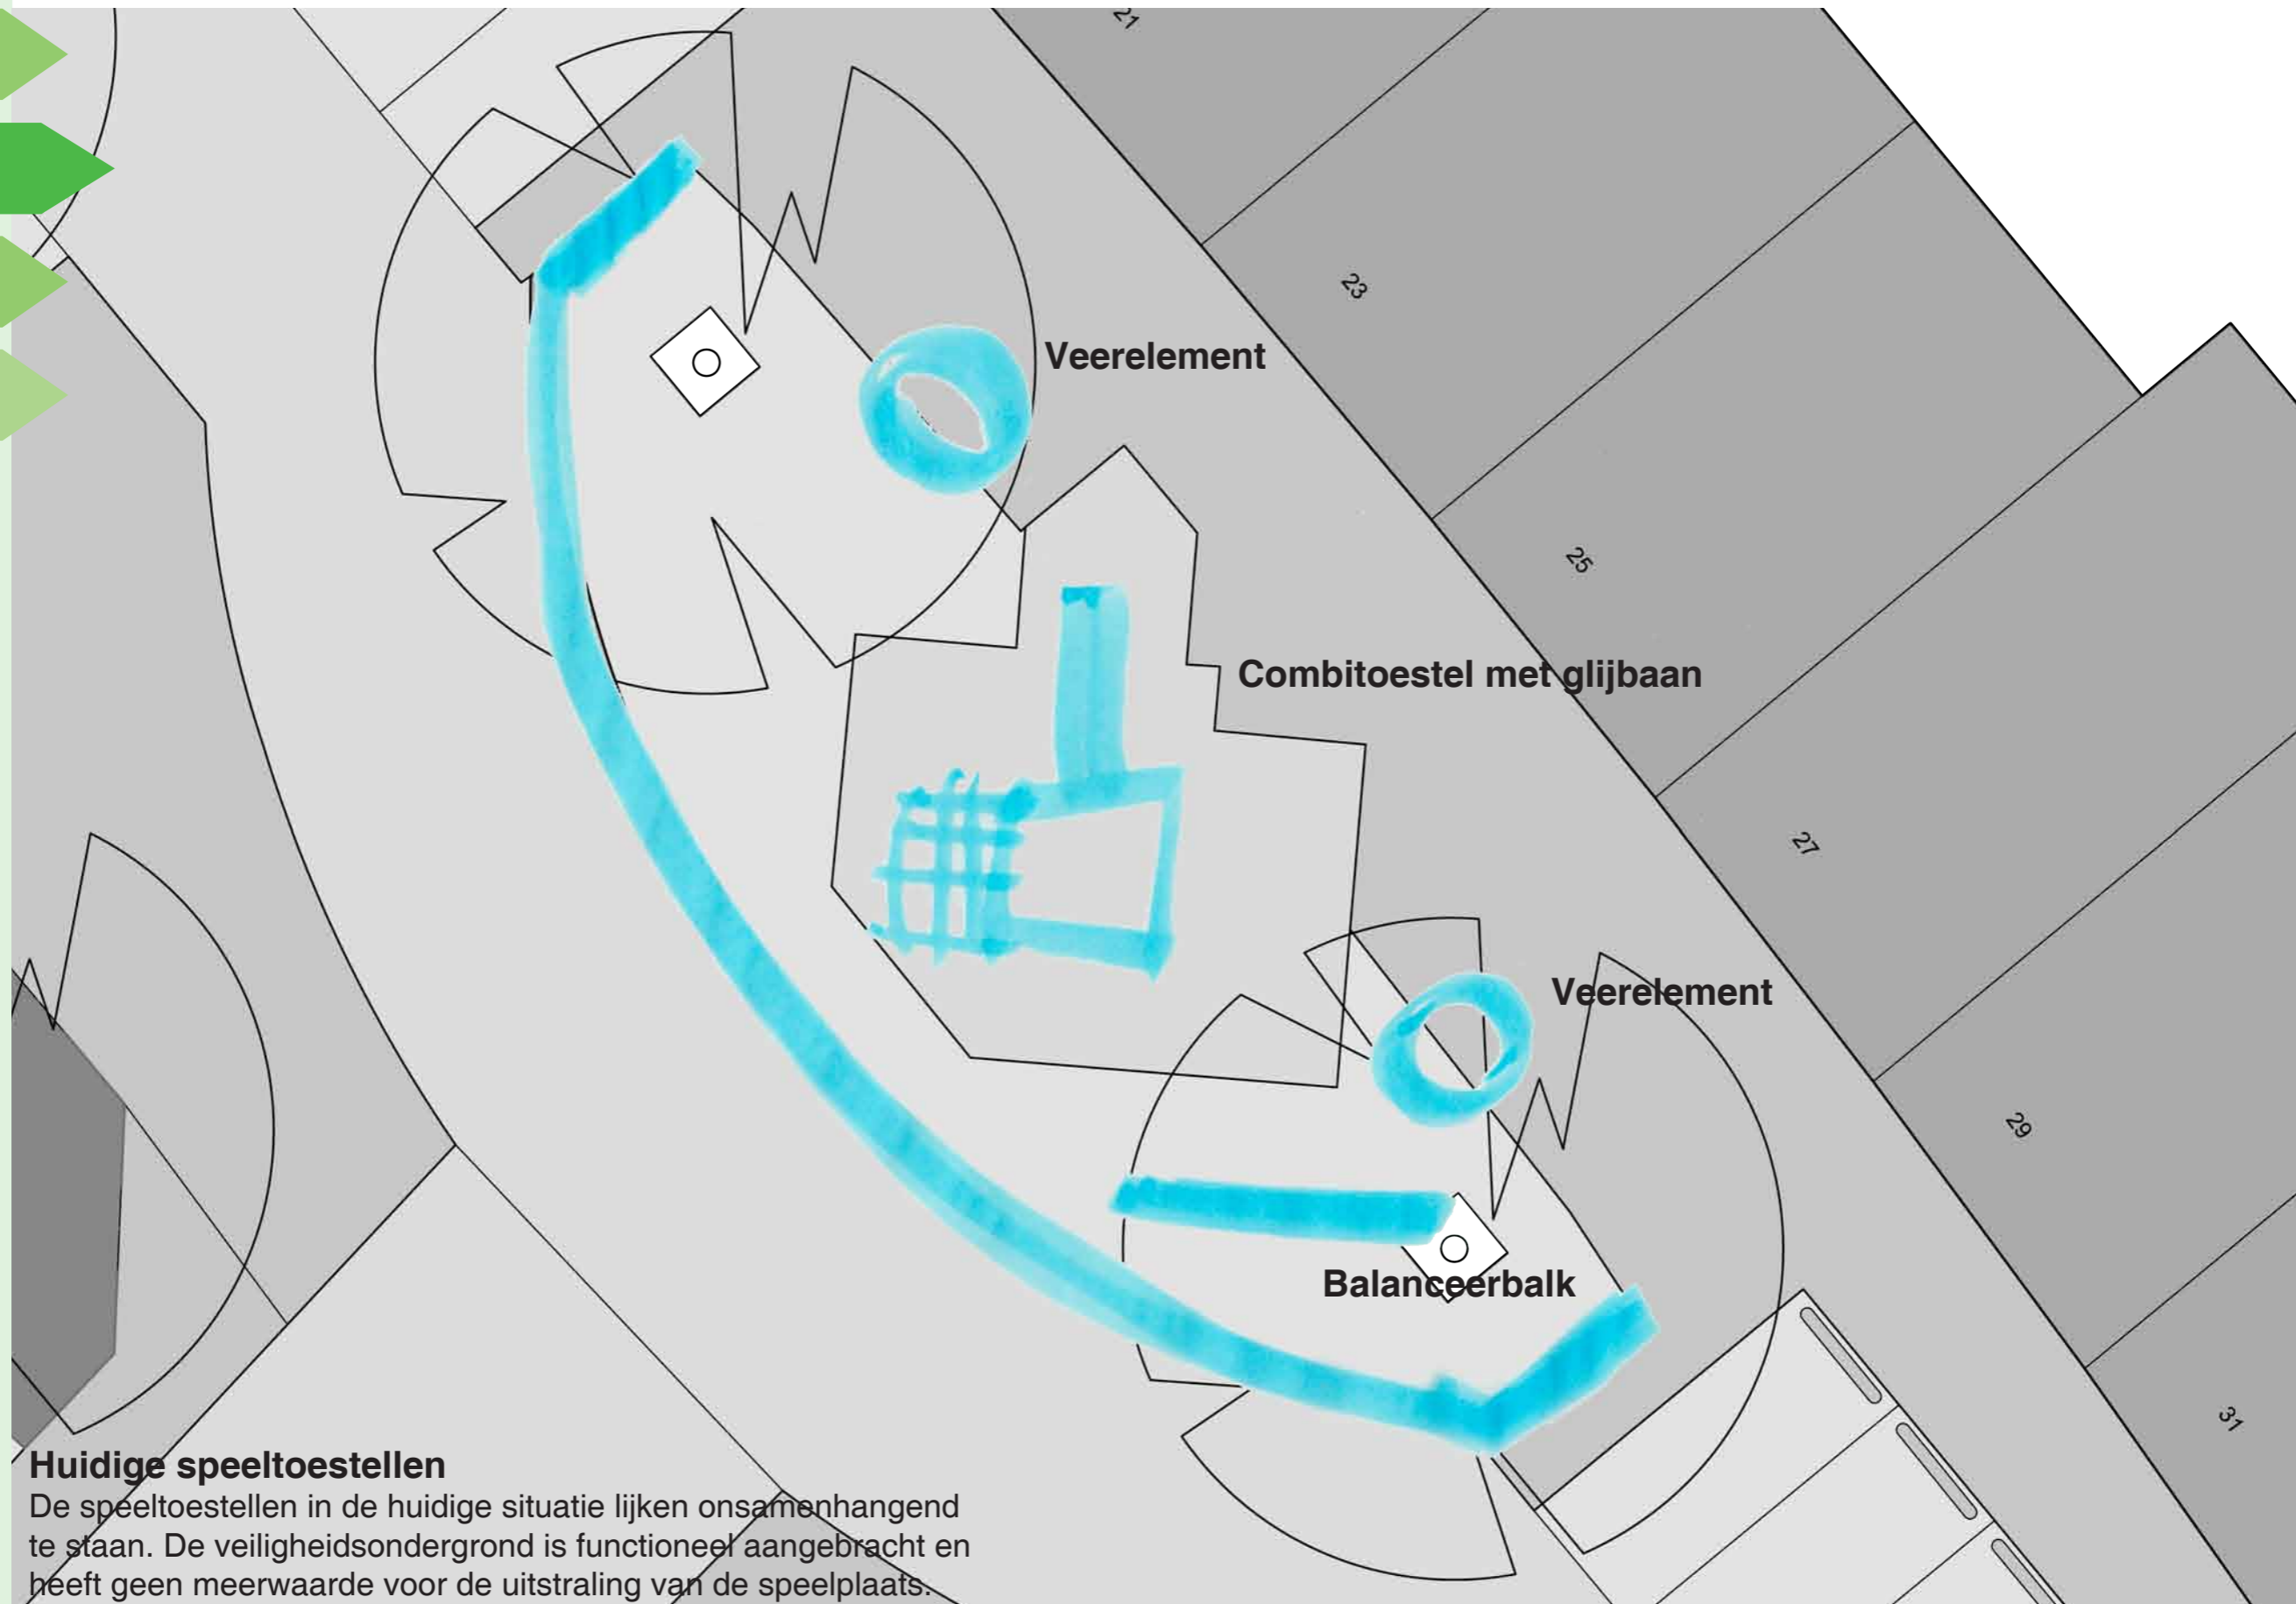 21
23
Veerelement
25
Combitoestel met glijbaan
27
Veerelement
29
Balanceerbalk
31
Huidige speeltoestellen
De speeltoestellen in de huidige situatie lijken onsamenhangend
te staan. De veiligheidsondergrond is functioneel aangebracht en
heeft geen meerwaarde voor de uitstraling van de speelplaats.